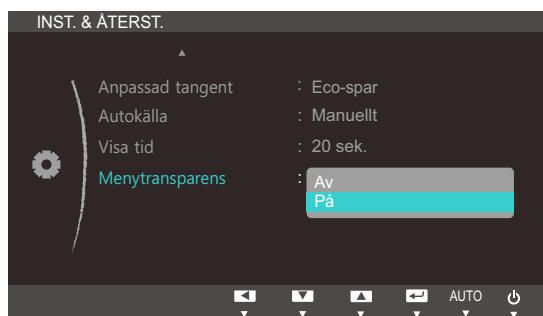 INST. & ÅTERST.
Anpassad tangent : Eco-spar
Autokälla : Manuellt
Visa tid : 20 sek.
Menytransparens : Av
På
AUTO